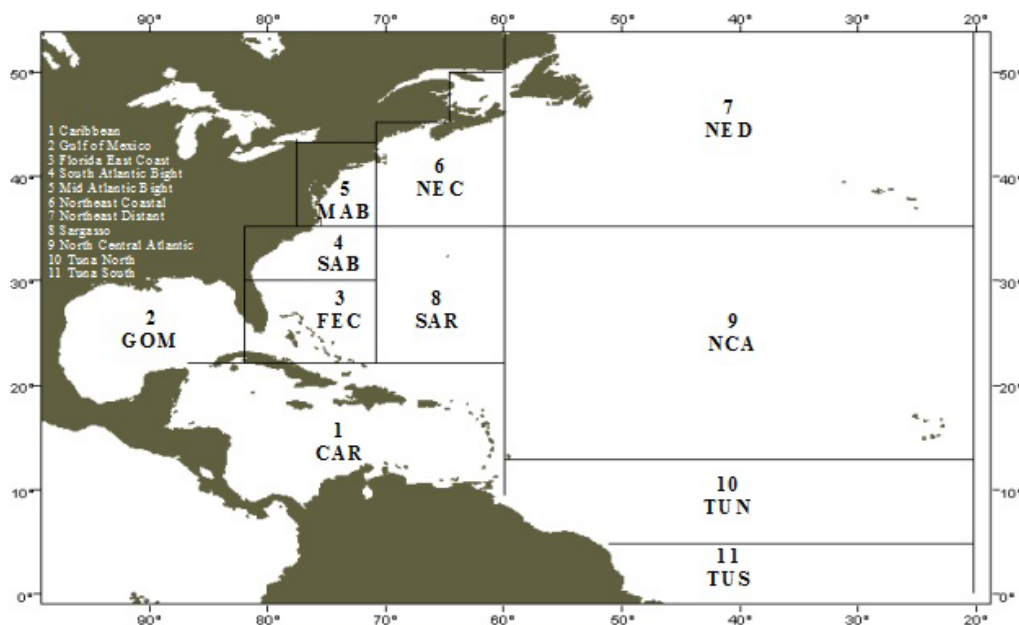 90° 80° 70° 60° 50° 40° 30° 20°
50° 50°
7
NED
1 Caribbean
2 Gulf of Mexico
3 Florida East Coast
4 South Atlantic Bight
5 Mid Atlantic Bight
6 Northeast Coastal
7 Northeast Distant
8 Sargasso
9 North Central Atlantic
10 Tuna North
11 Tuna South
6
NEC
40° 40°
5
MAB
4
SAB
30° 30°
3
FEC
8
SAR
2
GOM
9
NCA
20° 20°
1
CAR
10° 10°
10
TUN
11
TUS
0° 0°
90° 80° 70° 60° 50° 40° 30° 20°